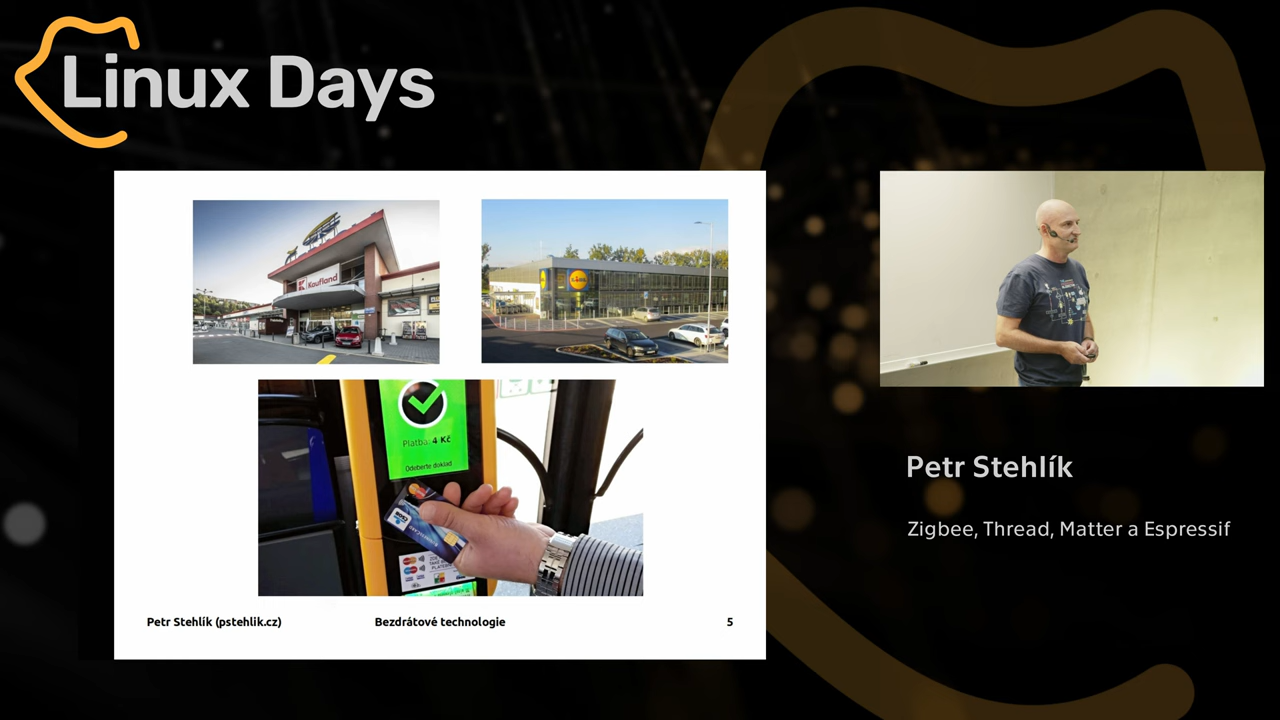 Linux Days
Kaufland
LIDL
Platba: 4 Kč
Odeberte doklad
Petr Stehlík (pstehlik.cz)
Bezdrátové technologie
5
Petr Stehlík
Zigbee, Thread, Matter a Espressif